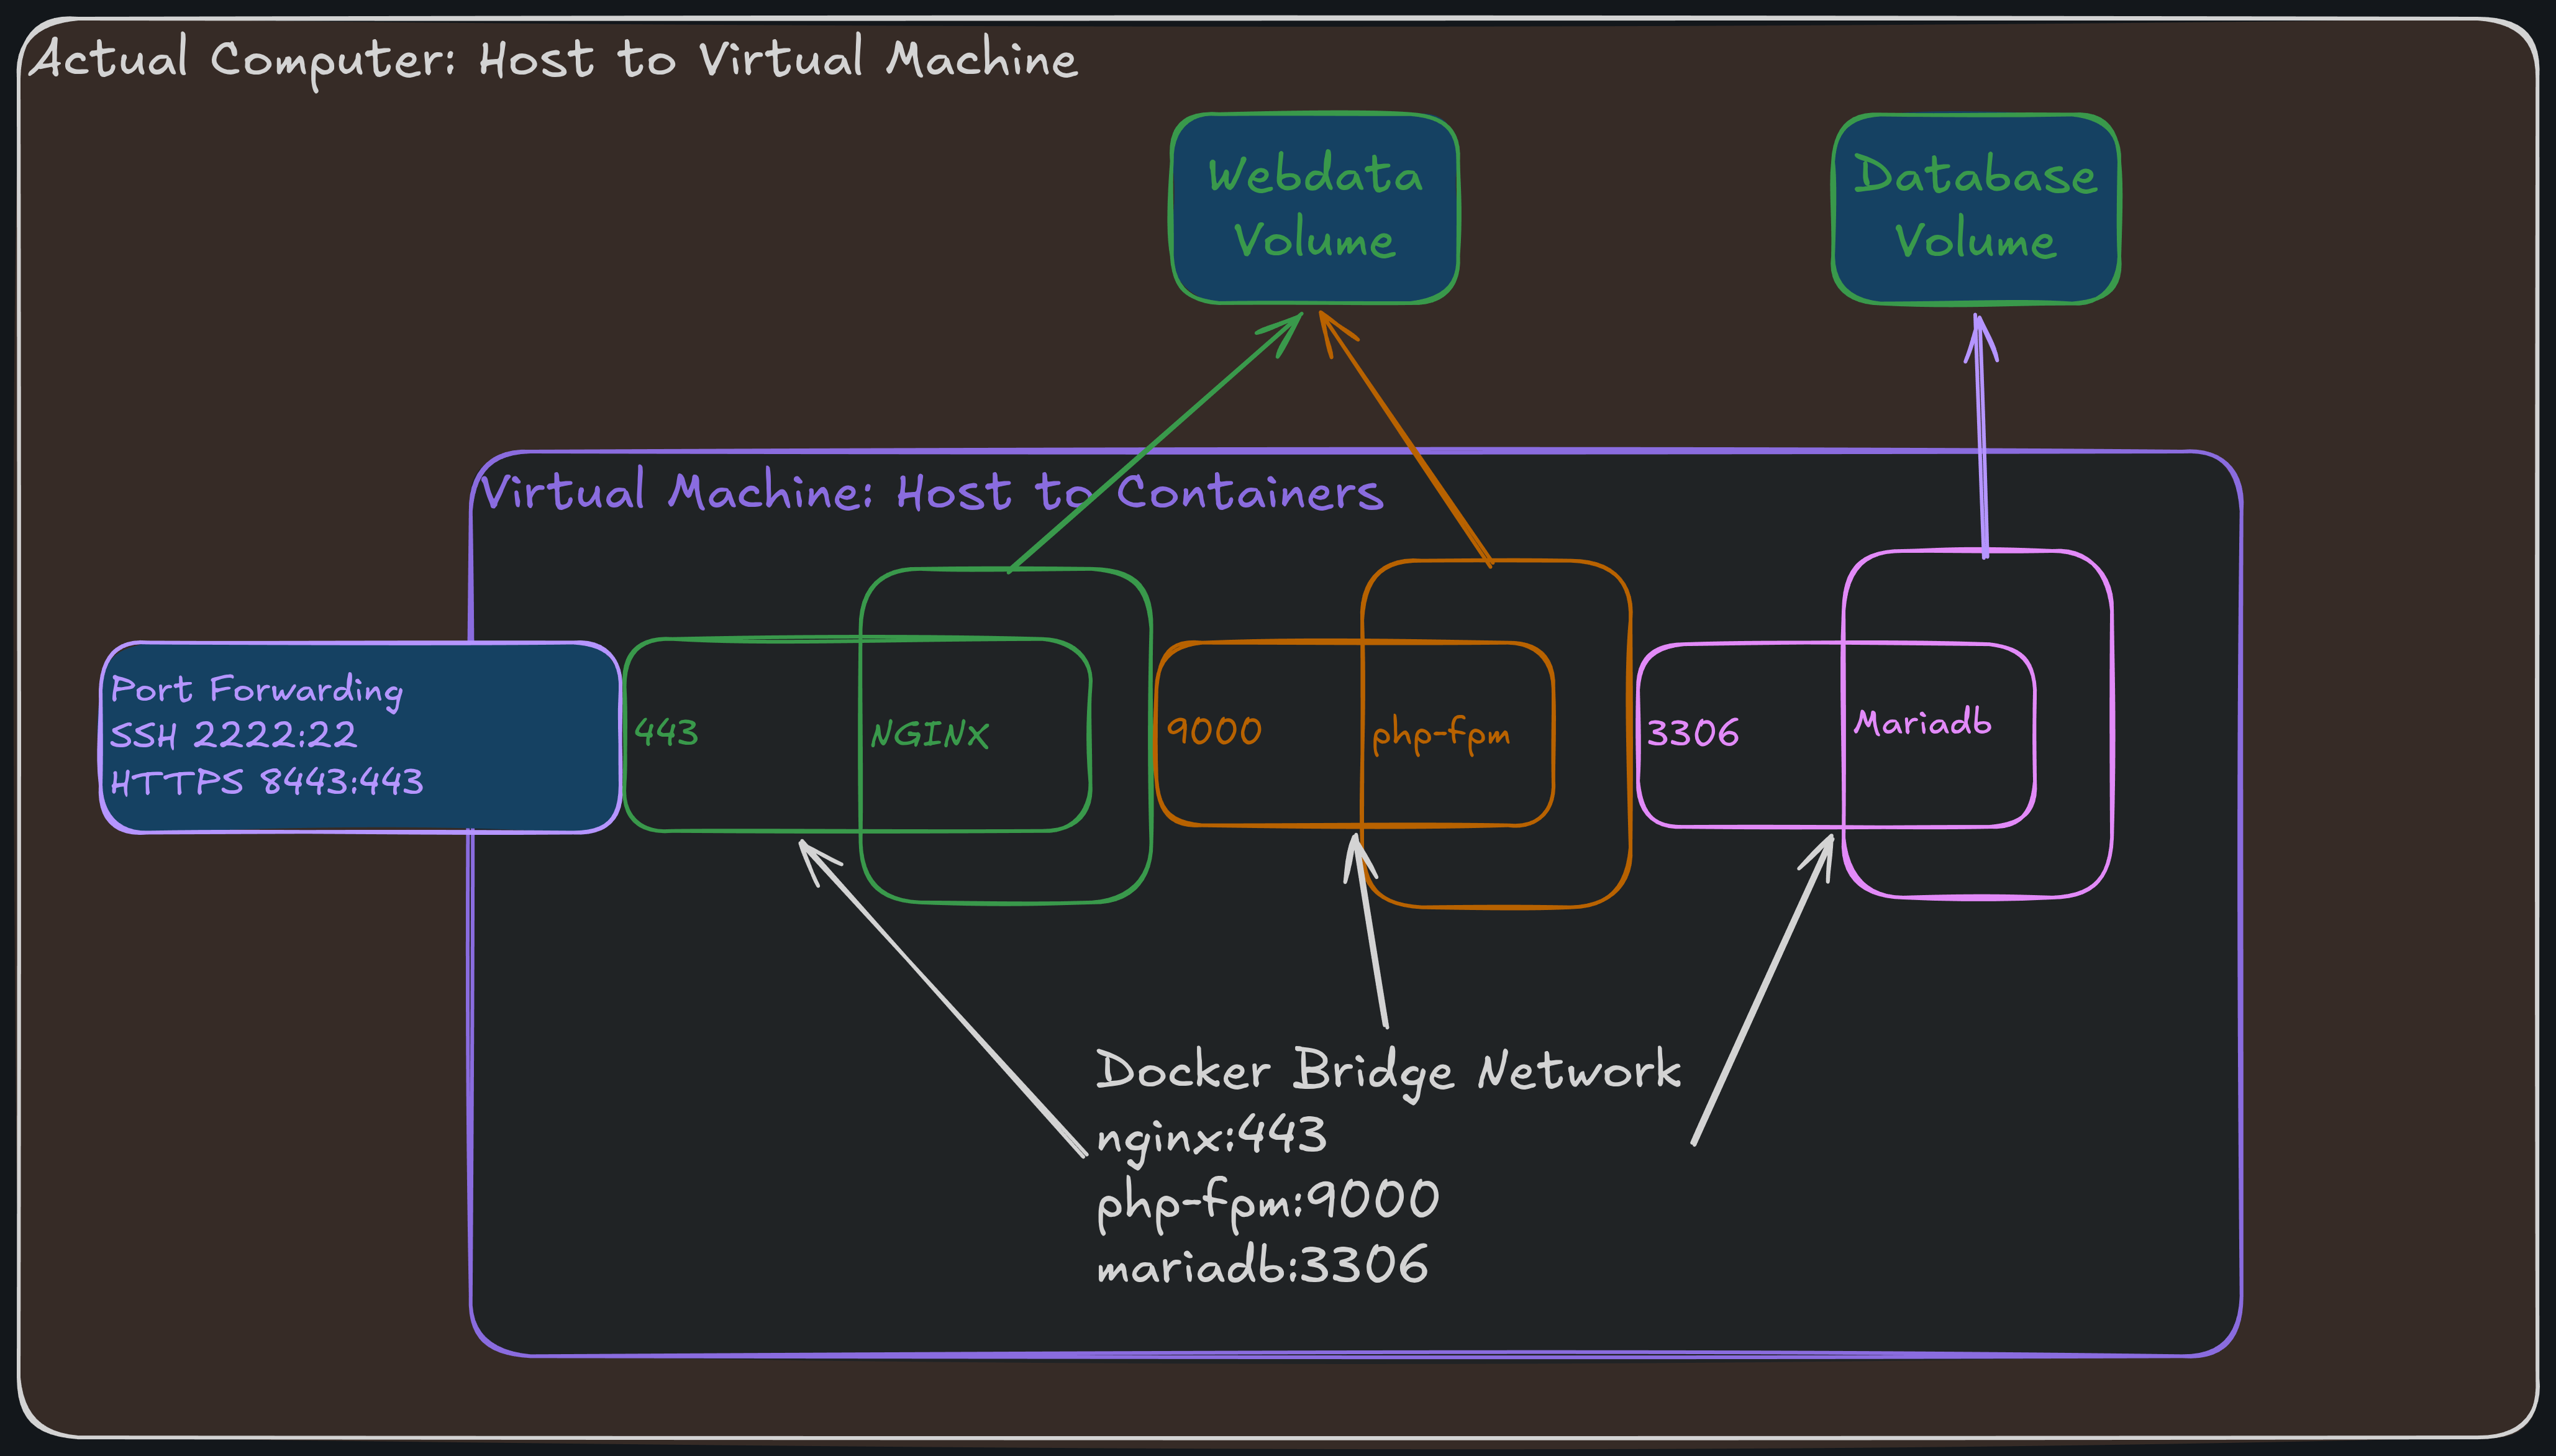 Actual Computer: Host to Virtual Machine
Webdata
Volume
Database
Volume
Virtual Machine: Host to Containers
Port Forwarding
SSH 2222:22
HTTPS 8443:443
443
NGINX
9000
php-fpm
3306
Mariadb
Docker Bridge Network
nginx:443
php-fpm:9000
mariadb:3306